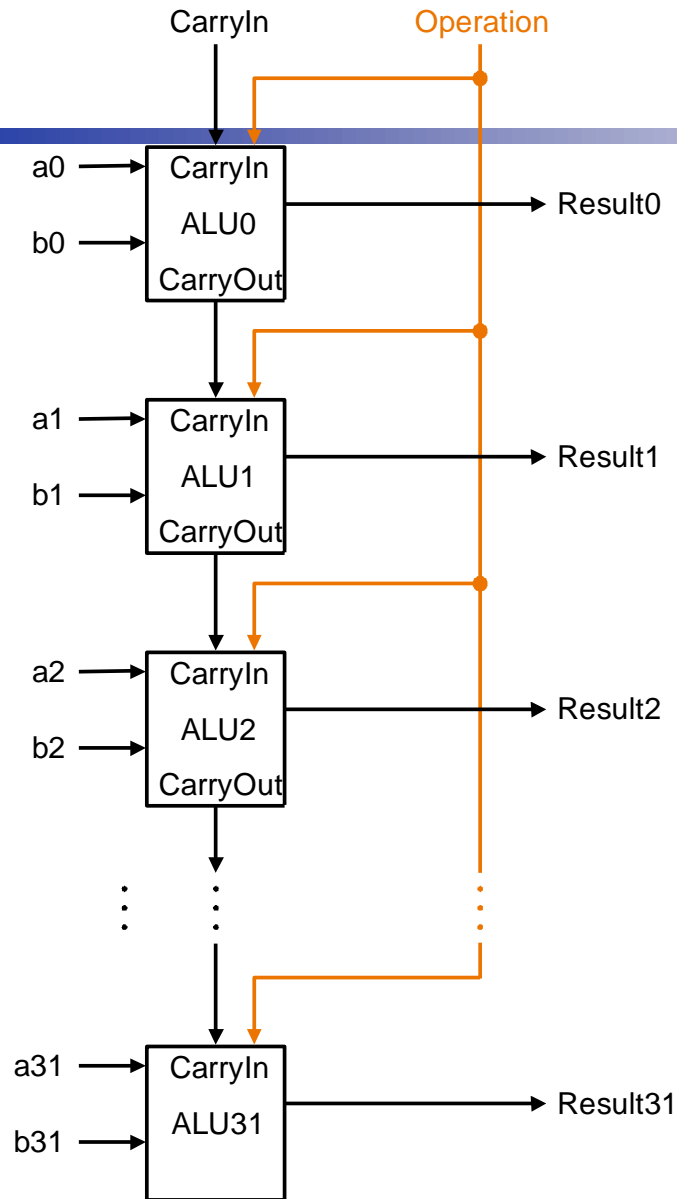 CarryIn Operation
a0 CarryIn
ALU0 Result0
b0
CarryOut
a1 CarryIn
ALU1 Result1
b1
CarryOut
a2 CarryIn
ALU2 Result2
b2
CarryOut
a31 CarryIn
ALU31 Result31
b31